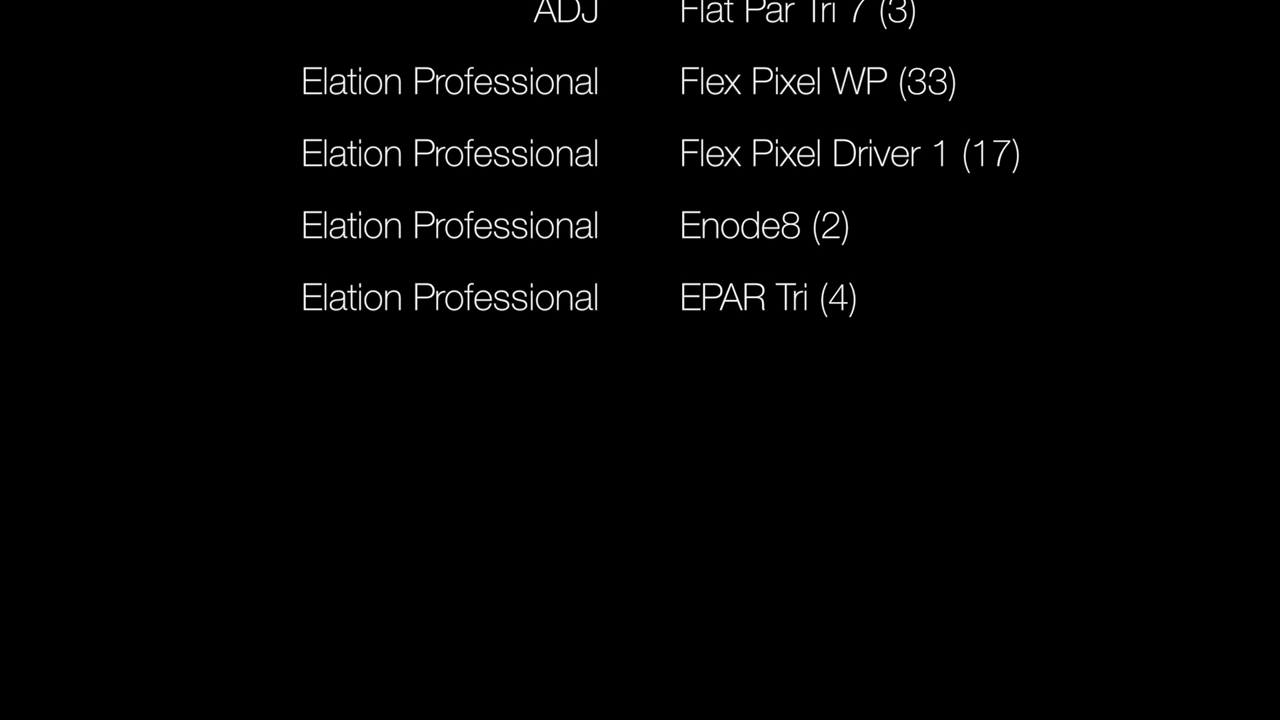 ADJ Flat Par Tri 7 (3)
Elation Professional Flex Pixel WP (33)
Elation Professional Flex Pixel Driver 1 (17)
Elation Professional Enode8 (2)
Elation Professional EPAR Tri (4)